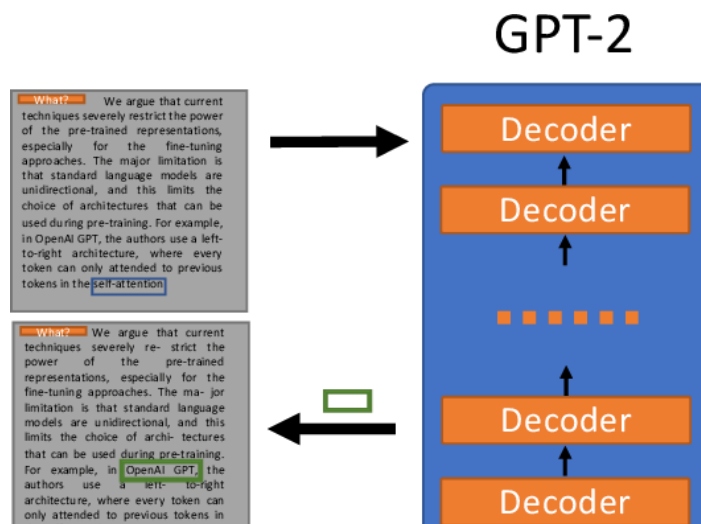 GPT-2
What? We argue that current
techniques severely restrict the power
of the pre-trained representations,
especially for the fine-tuning
approaches. The major limitation is
that standard language models are
unidirectional, and this limits the
choice of architectures that can be
used during pre-training. For example,
in OpenAI GPT, the authors use a left-
to-right architecture, where every
token can only attended to previous
tokens in the self-attention
What? We argue that current
techniques severely re- strict the
power of the pre-trained
representations, especially for the
fine-tuning approaches. The ma- jor
limitation is that standard language
models are unidirectional, and this
limits the choice of archi- tectures
that can be used during pre-training.
For example, in OpenAI GPT, the
authors use a left- to-right
architecture, where every token can
only attended to previous tokens in
Decoder
Decoder
Decoder
Decoder